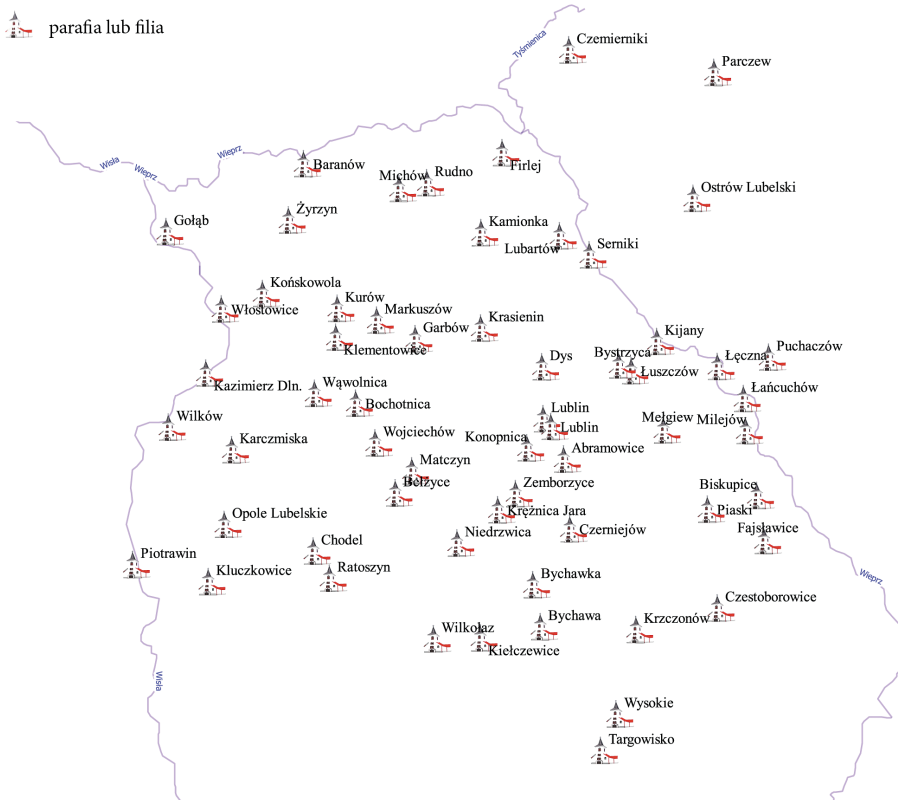 parafia lub filia
Tyśmienica
Czemierniki
Parczew
Wisła
Wieprz
Wieprz
Baranów
Michów
Rudno
Firlej
Ostrów Lubelski
Gołąb
Żyrzyn
Kamionka
Lubartów
Serniki
Końskowola
Włostowice
Kurów
Markuszów
Garbów
Klementowice
Krasienin
Kijany
Dys
Bystrzyca
Łuszczów
Łęczna
Puchaczów
Kazimierz Dln.
Wąwolnica
Bochotnica
Łańcuchów
Wilków
Karczmiska
Wojciechów
Lublin
Lublin
Konopnica
Abramowice
Mełgiew
Milejów
Matczyn
Bełżyce
Zemborzyce
Krężnica Jara
Biskupice
Piaski
Fajsławice
Opole Lubelskie
Niedrzwica
Czerniejów
Piotrawin
Chodel
Kluczkowice
Ratoszyn
Bychawka
Wieprz
Czestoborowice
Wilkołaz
Kiełczewice
Bychawa
Krzczonów
Wisła
Wysokie
Targowisko